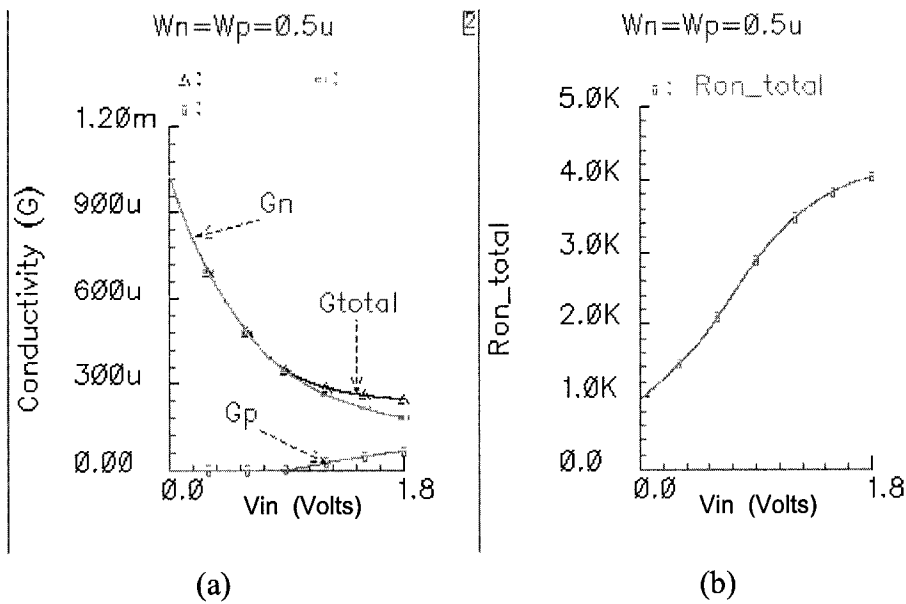 Wn=Wp=0.5u
2
1.20m
900u
600u
300u
0.00
Conductivity (G)
Gn
Gtotal
Gp
0.0
1.8
Vin (Volts)
(a)
Wn=Wp=0.5u
Ron_total
5.0K
4.0K
3.0K
2.0K
1.0K
0.0
Ron_total
0.0
1.8
Vin (Volts)
(b)